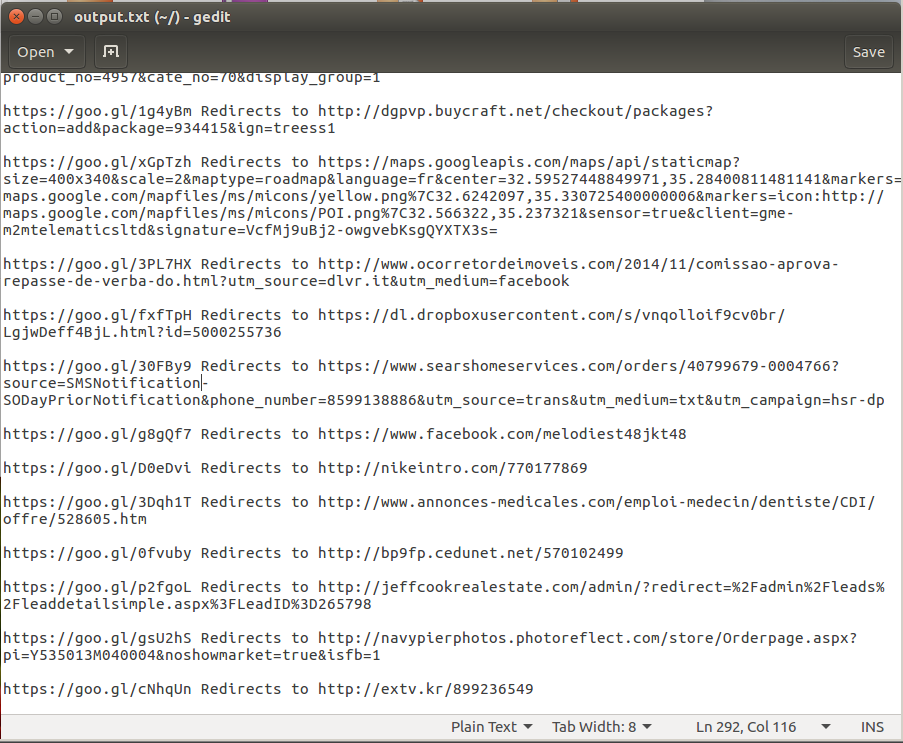 output.txt (~/) - gedit
Open
Save
product_no=4957&cate_no=70&display_group=1
https://goo.gl/1g4yBm Redirects to http://dgpvp.buycraft.net/checkout/packages?
action=add&package=934415&ign=treess1
https://goo.gl/xGpTzh Redirects to https://maps.googleapis.com/maps/api/staticmap?
size=400x340&scale=2&maptype=roadmap&language=fr&center=32.59527448849971,35.28400811481141&markers=
maps.google.com/mapfiles/ms/micons/yellow.png%7C32.6242097,35.330725400000006&markers=icon:http://
maps.google.com/mapfiles/ms/micons/POI.png%7C32.566322,35.237321&sensor=true&client=gme-
m2mtelematicsltd&signature=VcfMj9uBj2-owgvebKsgQYXTX3s=
https://goo.gl/3PL7HX Redirects to http://www.ocorretordeimoveis.com/2014/11/comissao-aprova-
repasse-de-verba-do.html?utm_source=dlvr.it&utm_medium=facebook
https://goo.gl/fxfTpH Redirects to https://dl.dropboxusercontent.com/s/vnqolloif9cv0br/
LgjwDeff4BjL.html?id=5000255736
https://goo.gl/30FBy9 Redirects to https://www.searshomeservices.com/orders/40799679-0004766?
source=SMSNotification-
SODayPriorNotification&phone_number=8599138886&utm_source=trans&utm_medium=txt&utm_campaign=hsr-dp
https://goo.gl/g8gQf7 Redirects to https://www.facebook.com/melodiest48jkt48
https://goo.gl/D0eDvi Redirects to http://nikeintro.com/770177869
https://goo.gl/3Dqh1T Redirects to http://www.annonces-medicales.com/emploi-medecin/dentiste/CDI/
offre/528605.htm
https://goo.gl/0fvuby Redirects to http://bp9fp.cedunet.net/570102499
https://goo.gl/p2fgoL Redirects to http://jeffcookrealestate.com/admin/?redirect=%2Fadmin%2Fleads%
2Fleaddetailsimple.aspx%3FLeadID%3D265798
https://goo.gl/gsU2hS Redirects to http://navypierphotos.photoreflect.com/store/Orderpage.aspx?
pi=Y535013M040004&noshowmarket=true&isfb=1
https://goo.gl/cNhqUn Redirects to http://extv.kr/899236549
Plain Text Tab Width: 8 Ln 292, Col 116 INS